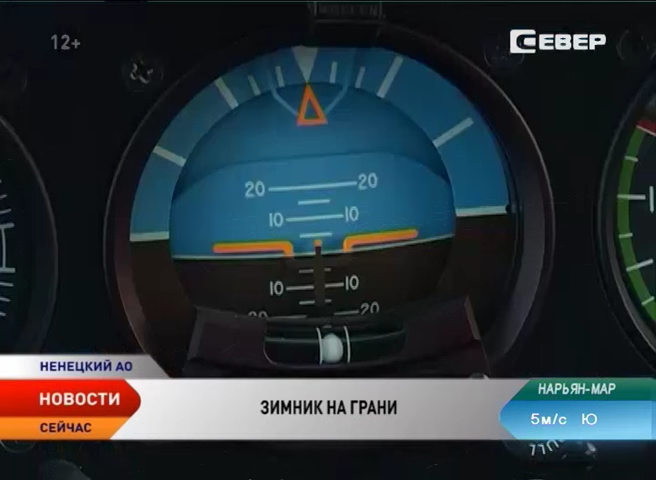 12+
СЕВЕР
20 20
10 10
10 10
20 20
НЕНЕЦКИЙ АО
НОВОСТИ
СЕЙЧАС
ЗИМНИК НА ГРАНИ
НАРЬЯН-МАР
5м/с Ю